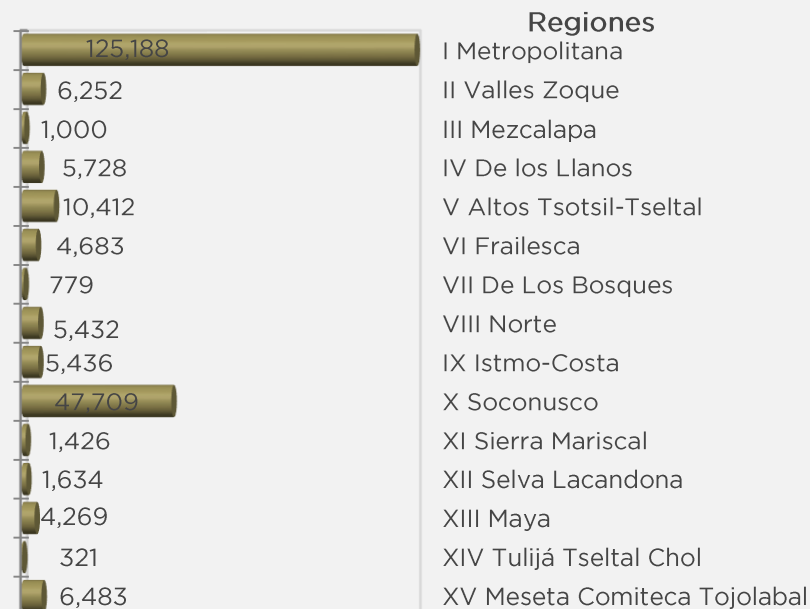 Regiones
125,188 I Metropolitana
6,252 II Valles Zoque
1,000 III Mezcalapa
5,728 IV De los Llanos
10,412 V Altos Tsotsil-Tseltal
4,683 VI Frailesca
779 VII De Los Bosques
5,432 VIII Norte
5,436 IX Istmo-Costa
47,709 X Soconusco
1,426 XI Sierra Mariscal
1,634 XII Selva Lacandona
4,269 XIII Maya
321 XIV Tulijá Tseltal Chol
6,483 XV Meseta Comiteca Tojolabal